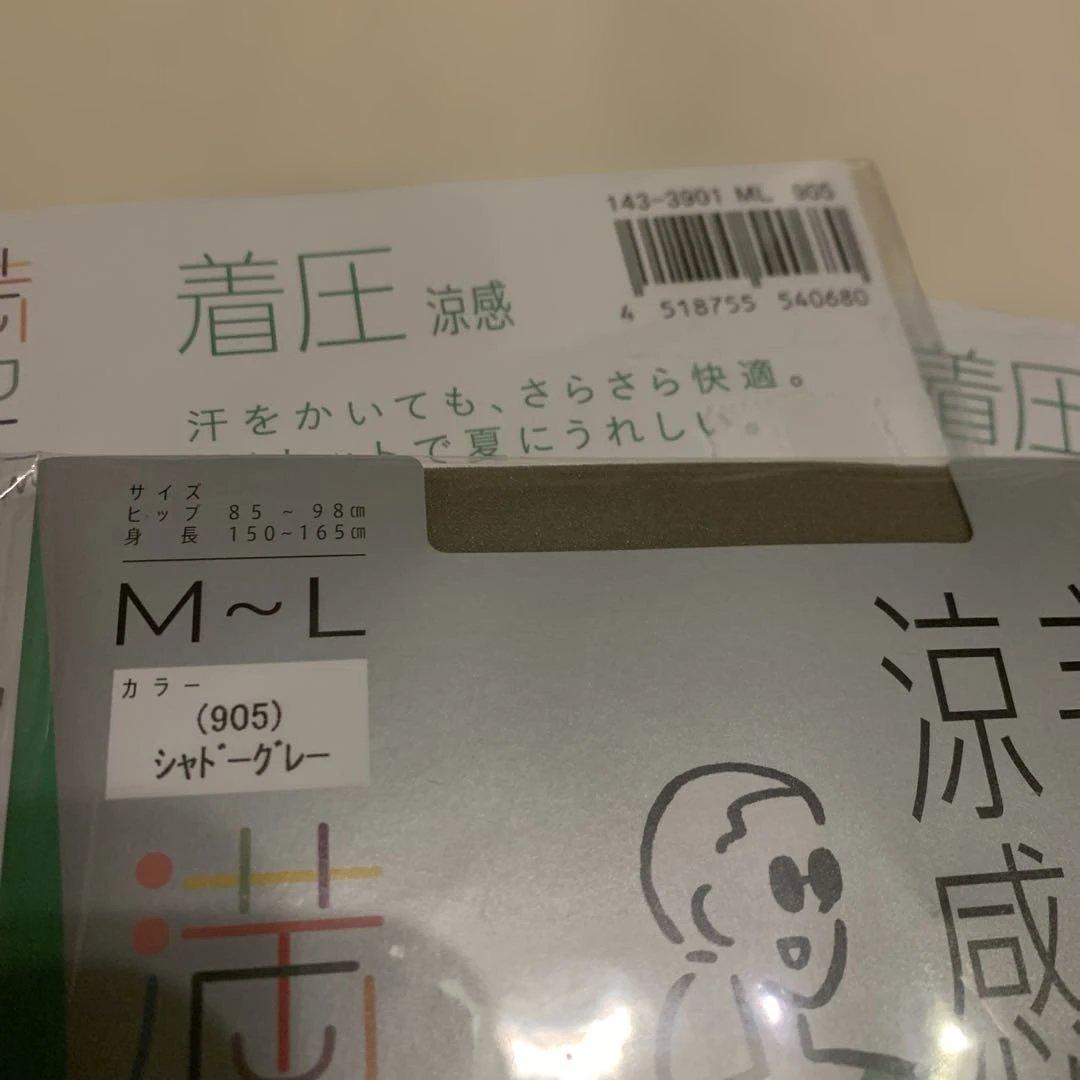 143-3901 ML 905
4 518755 540680
着圧 涼感
汗をかいても、さらさら快適。
で夏にうれしい。
着圧
サイズ
ヒップ 85~98㎝
身長 150~165㎝
M~L
カラー
(905)
シャドーグレー
満
涼感